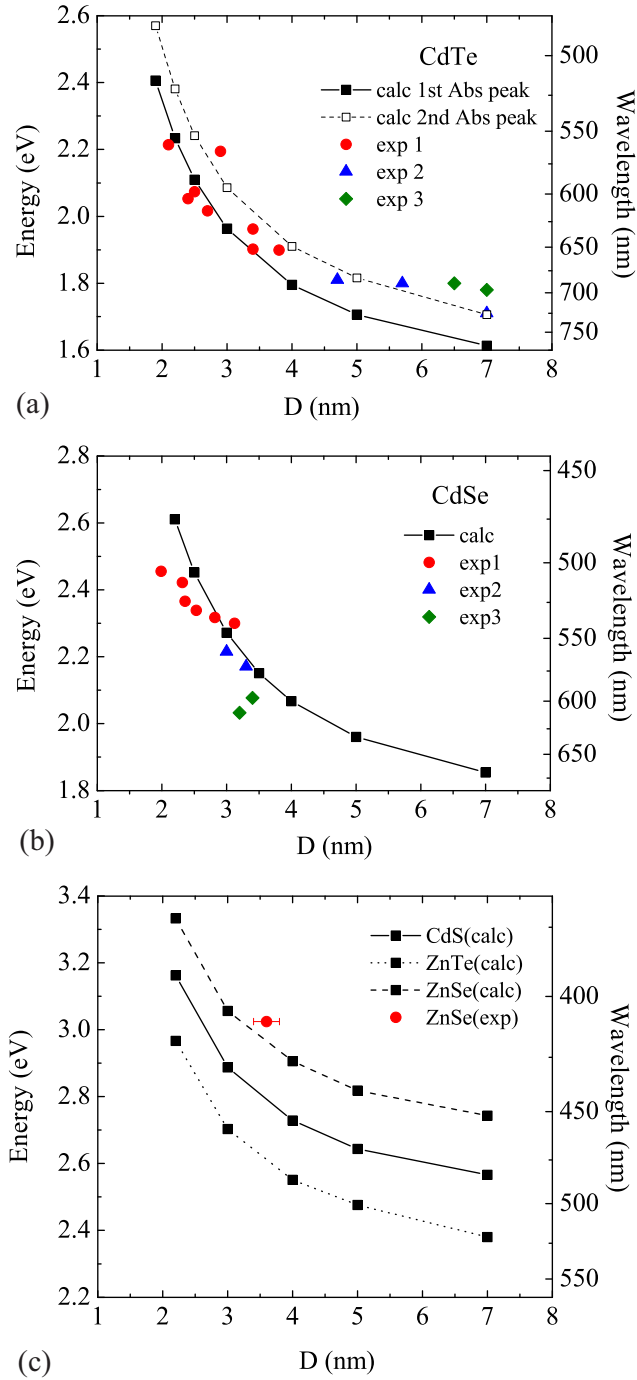 2.6
2.4
2.2
2.0
1.8
1.6
Energy (eV)
CdTe
calc 1st Abs peak
calc 2nd Abs peak
exp 1
exp 2
exp 3
500
550
600
650
700
750
Wavelength (nm)
1 2 3 4 5 6 7 8
D (nm)
(a)
2.8
2.6
2.4
2.2
2.0
1.8
Energy (eV)
CdSe
calc
exp1
exp2
exp3
450
500
550
600
650
Wavelength (nm)
1 2 3 4 5 6 7 8
D (nm)
(b)
3.4
3.2
3.0
2.8
2.6
2.4
2.2
Energy (eV)
CdS(calc)
ZnTe(calc)
ZnSe(calc)
ZnSe(exp)
400
450
500
550
Wavelength (nm)
1 2 3 4 5 6 7 8
D (nm)
(c)